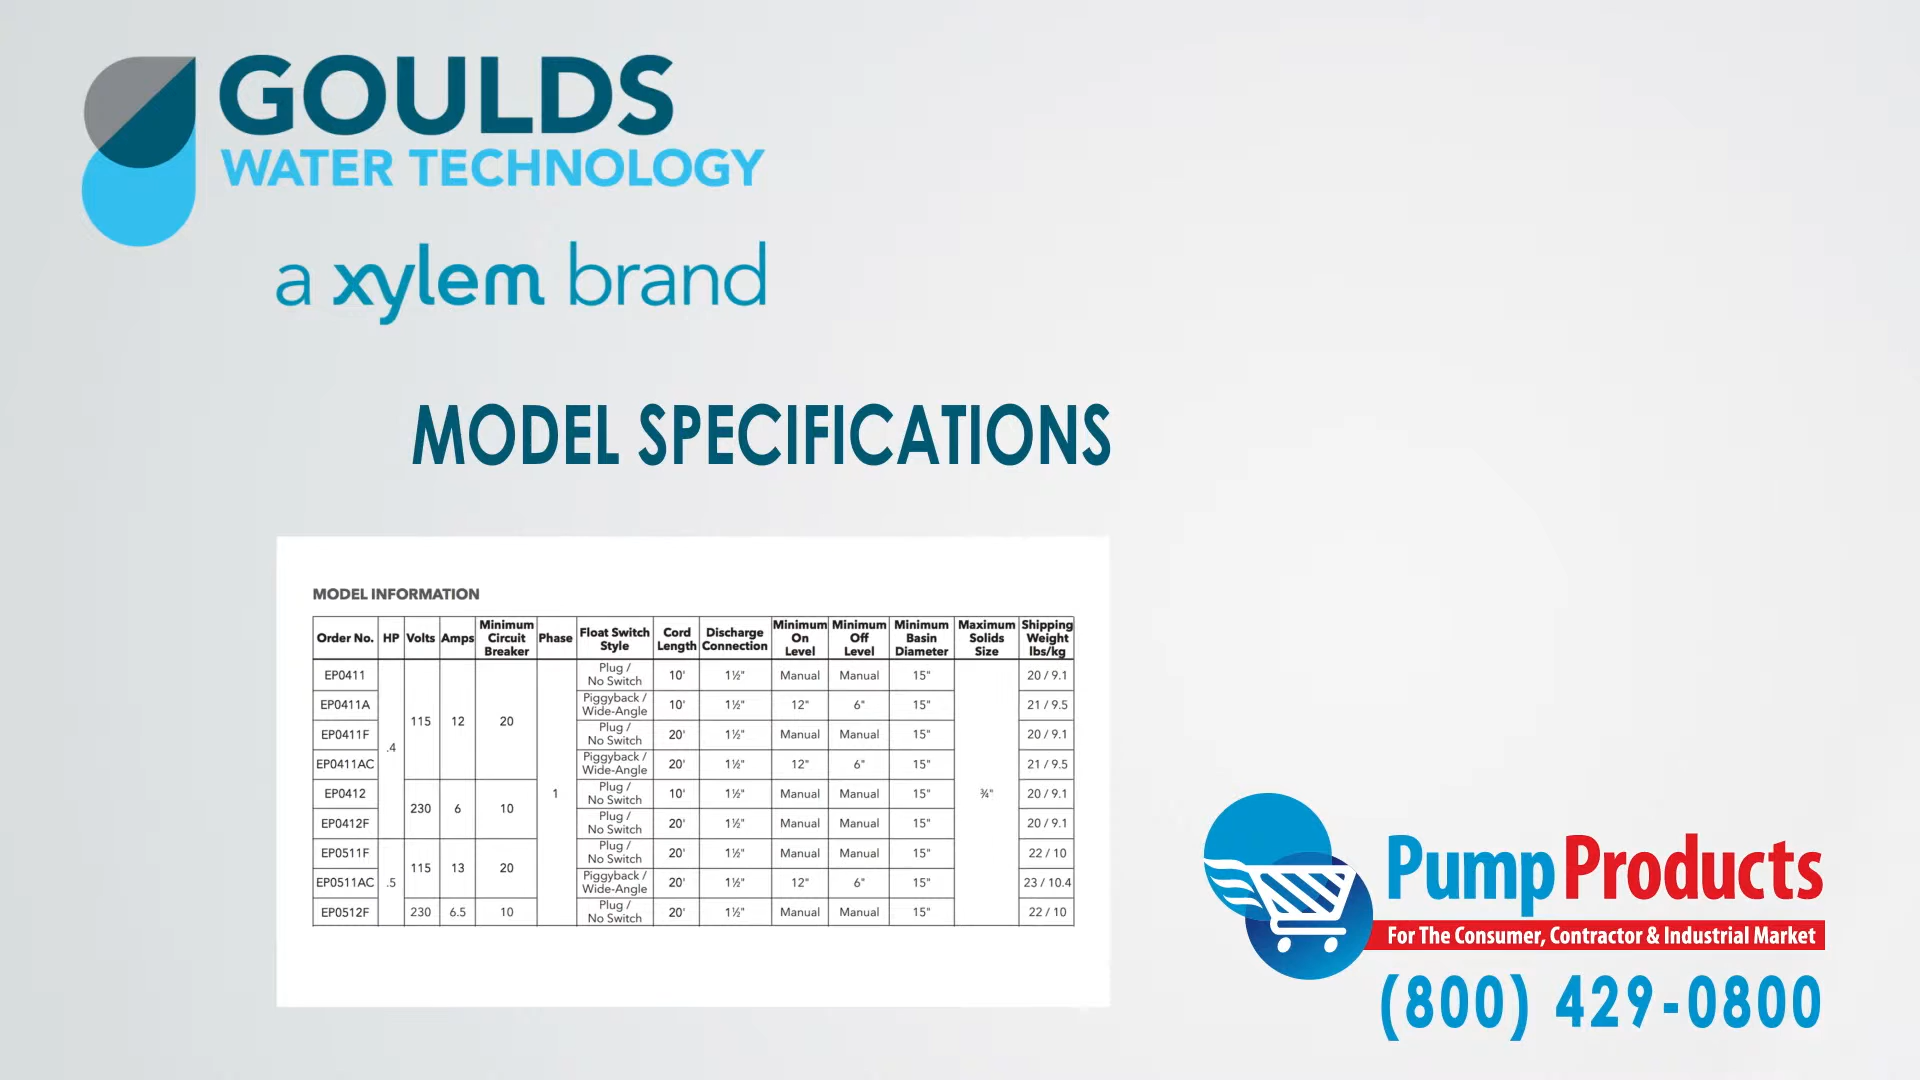 GOULDS
WATER TECHNOLOGY
a xylem brand
MODEL SPECIFICATIONS
MODEL INFORMATION
Order No. HP Volts Amps Minimum Circuit Breaker Phase Float Switch Style Cord Length Discharge Connection Minimum On Level Minimum Off Level Minimum Basin Diameter Maximum Solids Size Shipping Weight lbs/kg
EP0411 .4 115 12 20 1 Plug / No Switch 10' 1½" Manual Manual 15" ¾" 20 / 9.1
EP0411A Piggyback / Wide-Angle 10' 1½" 12" 6" 15" 21 / 9.5
EP0411F Plug / No Switch 20' 1½" Manual Manual 15" 20 / 9.1
EP0411AC Piggyback / Wide-Angle 20' 1½" 12" 6" 15" 21 / 9.5
EP0412 230 6 10 Plug / No Switch 10' 1½" Manual Manual 15" 20 / 9.1
EP0412F Plug / No Switch 20' 1½" Manual Manual 15" 20 / 9.1
EP0511F .5 115 13 20 Plug / No Switch 20' 1½" Manual Manual 15" 22 / 10
EP0511AC Piggyback / Wide-Angle 20' 1½" 12" 6" 15" 23 / 10.4
EP0512F 230 6.5 10 Plug / No Switch 20' 1½" Manual Manual 15" 22 / 10
Pump Products
For The Consumer, Contractor & Industrial Market
(800) 429-0800